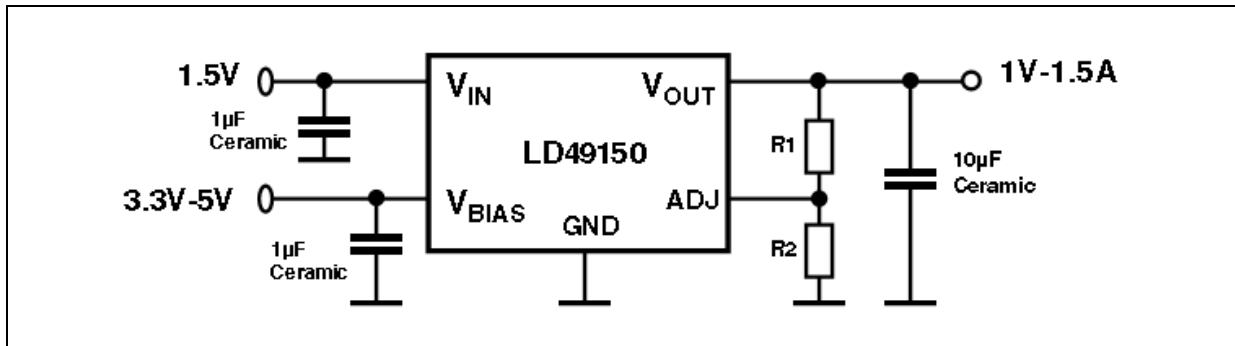 1.5V
1µF
Ceramic
3.3V-5V
1µF
Ceramic
VIN
VOUT
LD49150
VBIAS
ADJ
GND
R1
R2
1V-1.5A
10µF
Ceramic